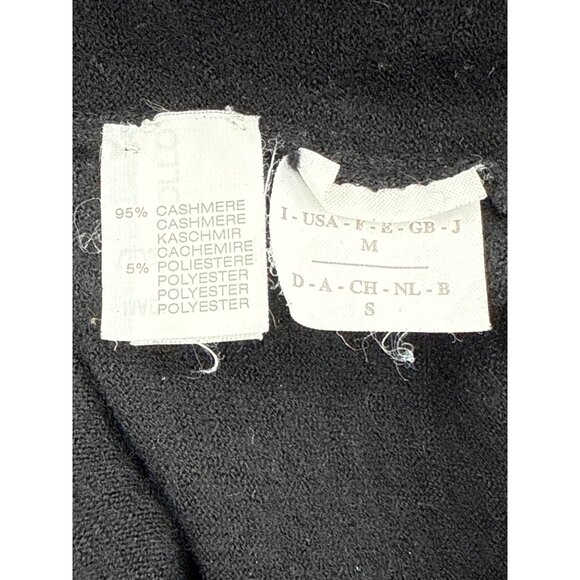 95% CASHMERE
CASHMERE
KASCHMIR
CACHEMIRE
5% POLIESTERE
POLYESTER
POLYESTER
POLYESTER
I - USA - F - E - GB - J
M
D - A - CH - NL - B
S